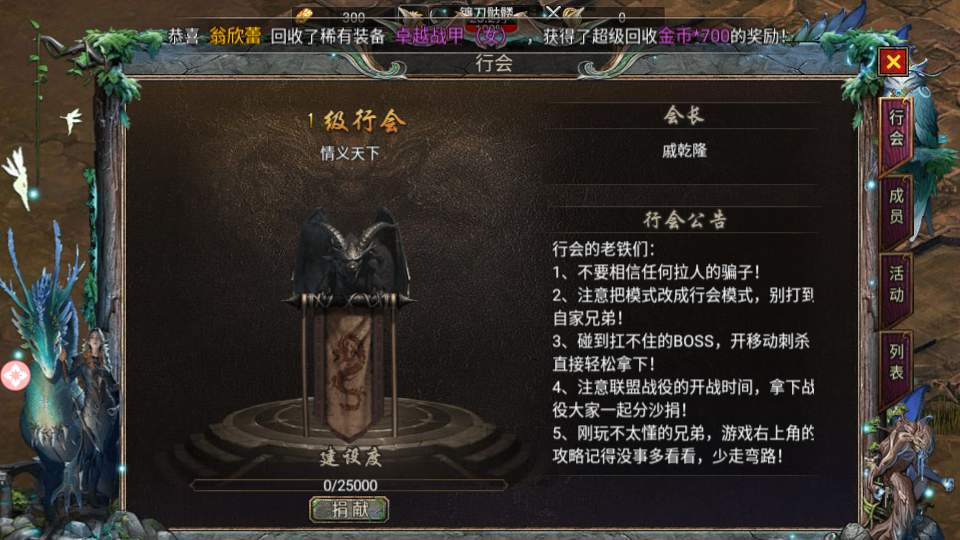 300
镰刀骷髅
0
恭喜 翁欣蕾 回收了稀有装备 卓越战甲（女） ，获得了超级回收金币*700的奖励！
行会
1级行会
情义天下
建设度
0/25000
捐献
会长
戚乾隆
行会公告
行会的老铁们：
1、不要相信任何拉人的骗子！
2、注意把模式改成行会模式，别打到
自家兄弟！
3、碰到扛不住的BOSS，开移动刺杀
直接轻松拿下！
4、注意联盟战役的开战时间，拿下战
役大家一起分沙捐！
5、刚玩不太懂的兄弟，游戏右上角的
攻略记得没事多看看，少走弯路！
行会
成员
活动
列表